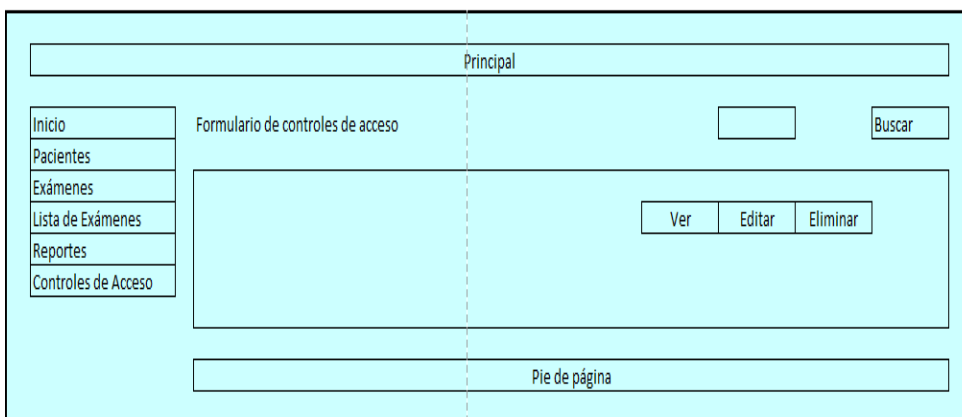 Principal
Inicio
Pacientes
Exámenes
Lista de Exámenes
Reportes
Controles de Acceso
Formulario de controles de acceso
Buscar
Ver Editar Eliminar
Pie de página